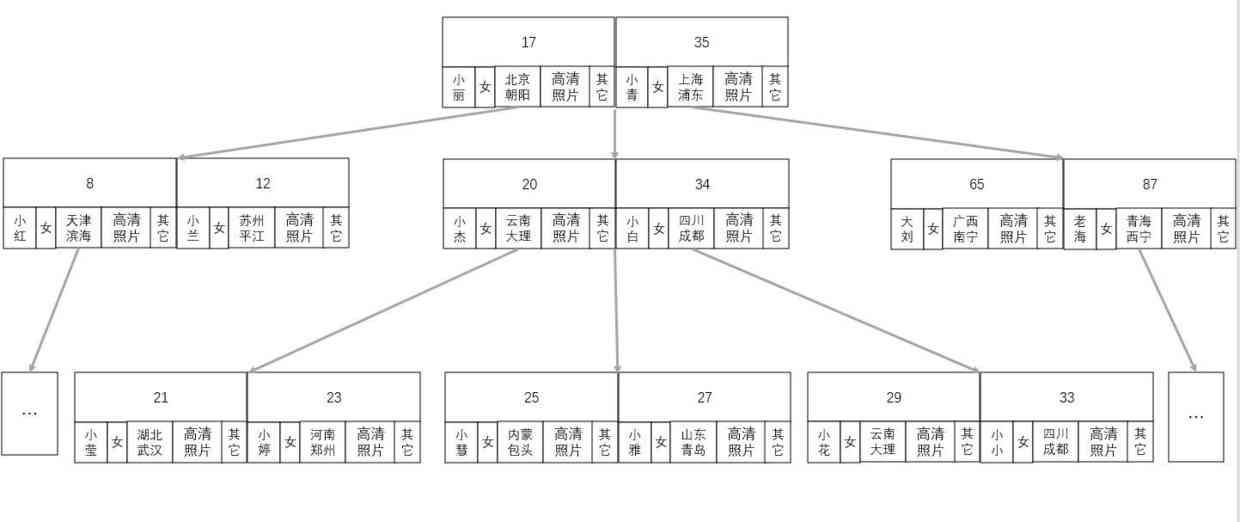 17 35
小丽 女 北京朝阳 高清照片 其它 小青 女 上海浦东 高清照片 其它
8 12 20 34 65 87
小红 女 天津滨海 高清照片 其它 小兰 女 苏州平江 高清照片 其它 小杰 女 云南大理 高清照片 其它 小白 女 四川成都 高清照片 其它 大刘 女 广西南宁 高清照片 其它 老海 女 青海西宁 高清照片 其它
... 21 23 25 27 29 33 ...
小莹 女 湖北武汉 高清照片 其它 小婷 女 河南郑州 高清照片 其它 小慧 女 内蒙包头 高清照片 其它 小雅 女 山东青岛 高清照片 其它 小花 女 云南大理 高清照片 其它 小小 女 四川成都 高清照片 其它